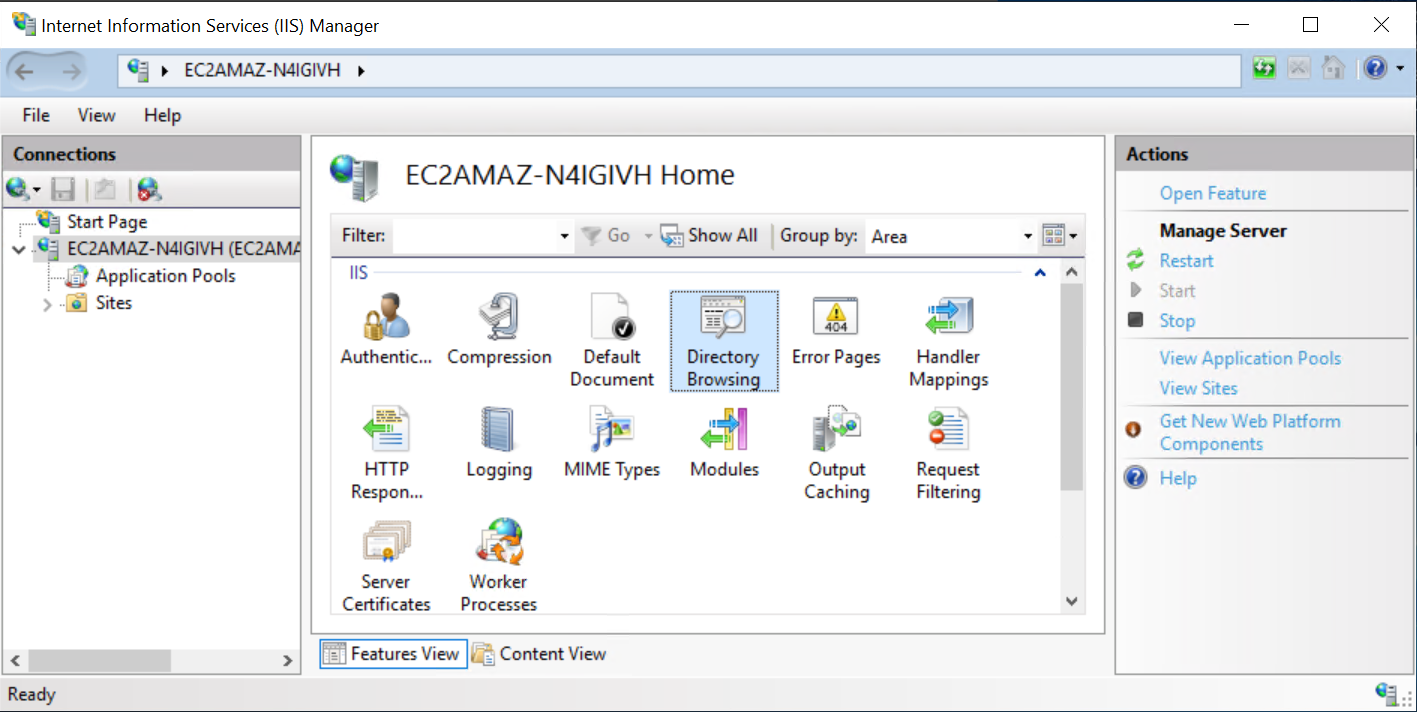 Internet Information Services (IIS) Manager
EC2AMAZ-N4IGIVH
File View Help
Connections
Start Page
EC2AMAZ-N4IGIVH (EC2AMA
Application Pools
Sites
EC2AMAZ-N4IGIVH Home
Filter: Go Show All Group by: Area
IIS
Authentic...
Compression
Default
Document
Directory
Browsing
Error Pages
404
Handler
Mappings
HTTP
Respon...
Logging
MIME Types
Modules
Output
Caching
Request
Filtering
Server
Certificates
Worker
Processes
Features View
Content View
Actions
Open Feature
Manage Server
Restart
Start
Stop
View Application Pools
View Sites
Get New Web Platform
Components
Help
Ready